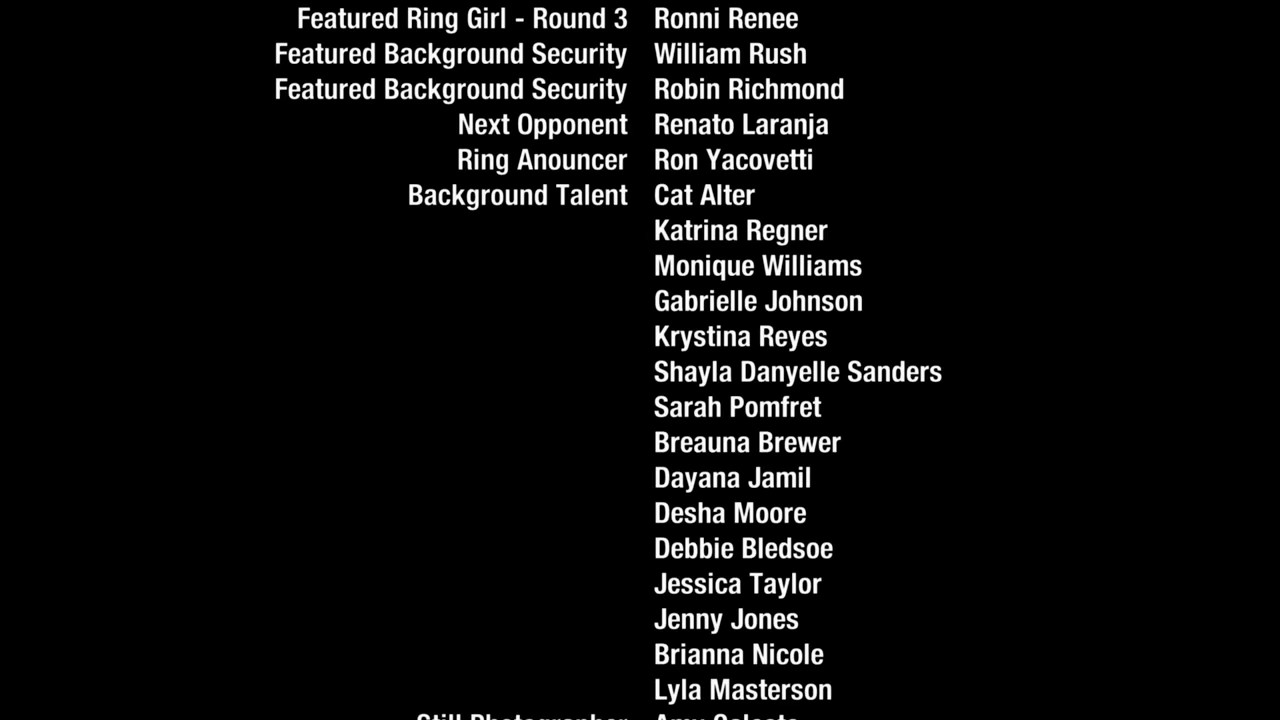 Featured Ring Girl - Round 3 Ronni Renee
Featured Background Security William Rush
Featured Background Security Robin Richmond
Next Opponent Renato Laranja
Ring Anouncer Ron Yacovetti
Background Talent Cat Alter
Katrina Regner
Monique Williams
Gabrielle Johnson
Krystina Reyes
Shayla Danyelle Sanders
Sarah Pomfret
Breauna Brewer
Dayana Jamil
Desha Moore
Debbie Bledsoe
Jessica Taylor
Jenny Jones
Brianna Nicole
Lyla Masterson
Still Photographer Amy